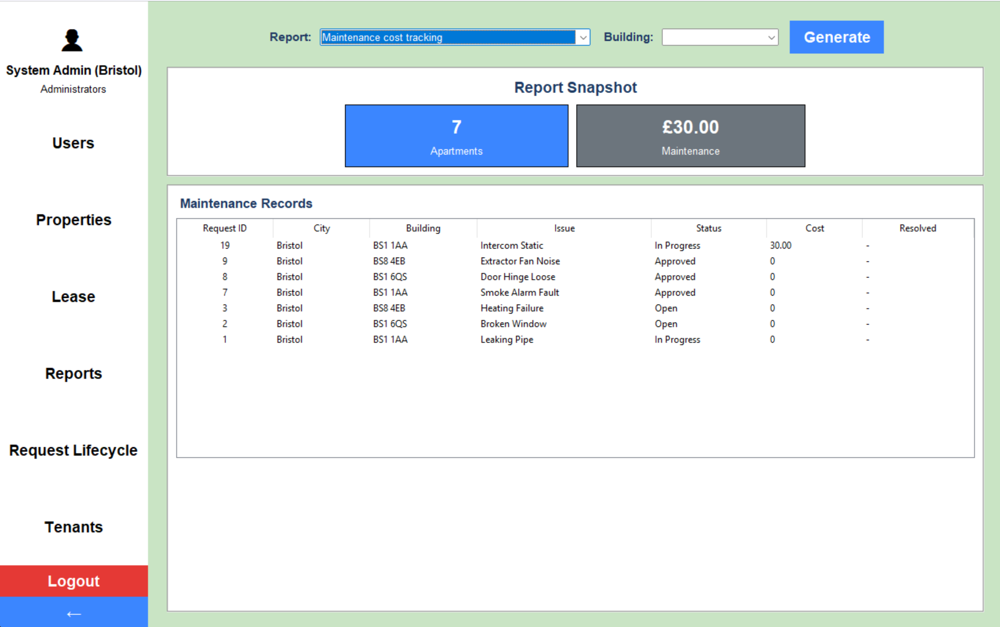 System Admin (Bristol)
Administrators
Users
Properties
Lease
Reports
Request Lifecycle
Tenants
Logout
←
Report: Maintenance cost tracking Building: Generate
Report Snapshot
7 £30.00
Apartments Maintenance
Maintenance Records
Request ID City Building Issue Status Cost Resolved
19 Bristol BS1 1AA Intercom Static In Progress 30.00 -
9 Bristol BS8 4EB Extractor Fan Noise Approved 0 -
8 Bristol BS1 6QS Door Hinge Loose Approved 0 -
7 Bristol BS1 1AA Smoke Alarm Fault Approved 0 -
3 Bristol BS8 4EB Heating Failure Open 0 -
2 Bristol BS1 6QS Broken Window Open 0 -
1 Bristol BS1 1AA Leaking Pipe In Progress 0 -